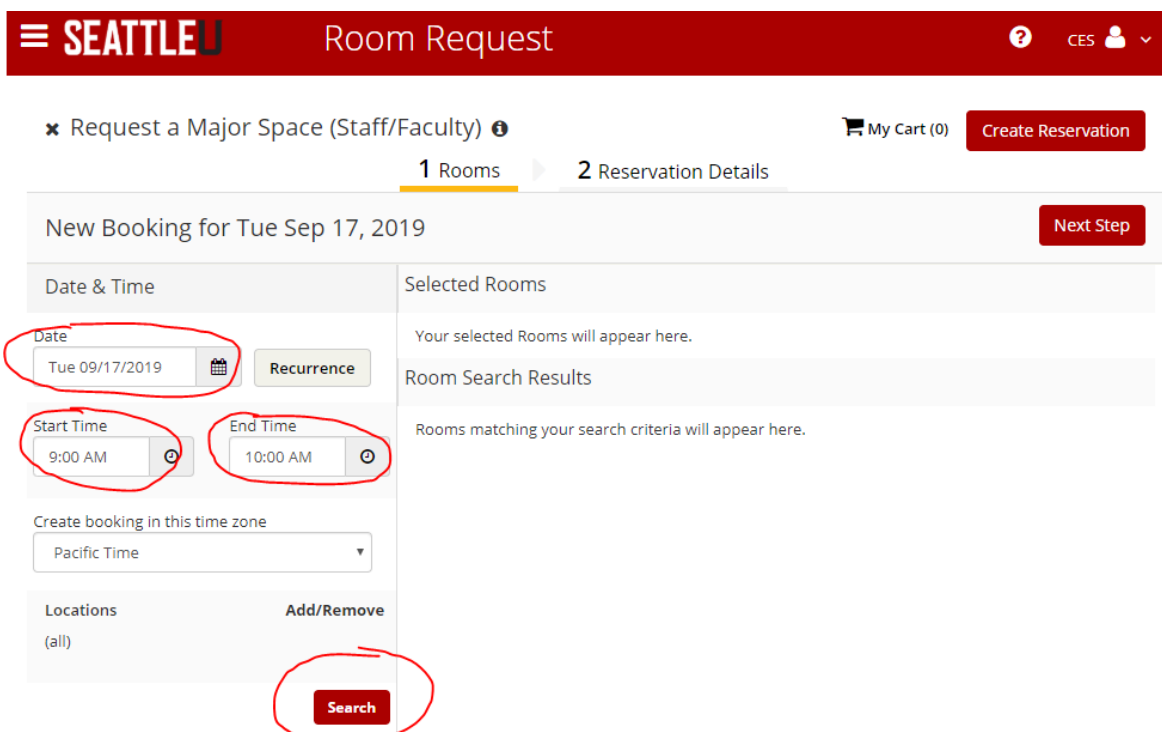 SEATTLEU Room Request CES
Request a Major Space (Staff/Faculty) My Cart (0) Create Reservation
1 Rooms 2 Reservation Details
New Booking for Tue Sep 17, 2019 Next Step
Date & Time
Date
Tue 09/17/2019 Recurrence
Start Time End Time
9:00 AM 10:00 AM
Create booking in this time zone
Pacific Time
Locations Add/Remove
(all)
Search
Selected Rooms
Your selected Rooms will appear here.
Room Search Results
Rooms matching your search criteria will appear here.